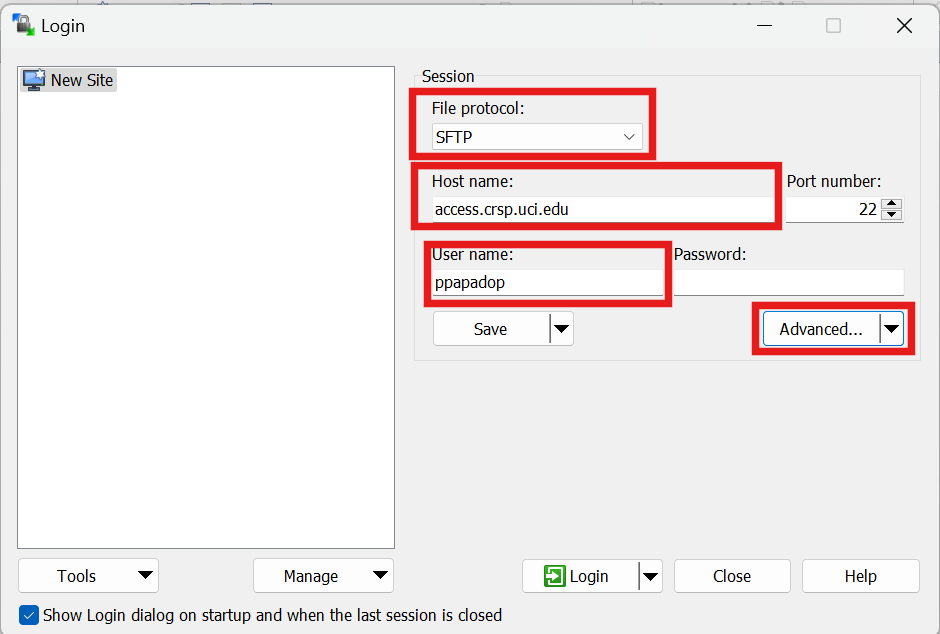 Login
New Site
Session
File protocol:
SFTP
Host name:
Port number:
access.crsp.uci.edu
22
User name:
Password:
ppapadop
Save
Advanced...
Tools
Manage
Login
Close
Help
Show Login dialog on startup and when the last session is closed